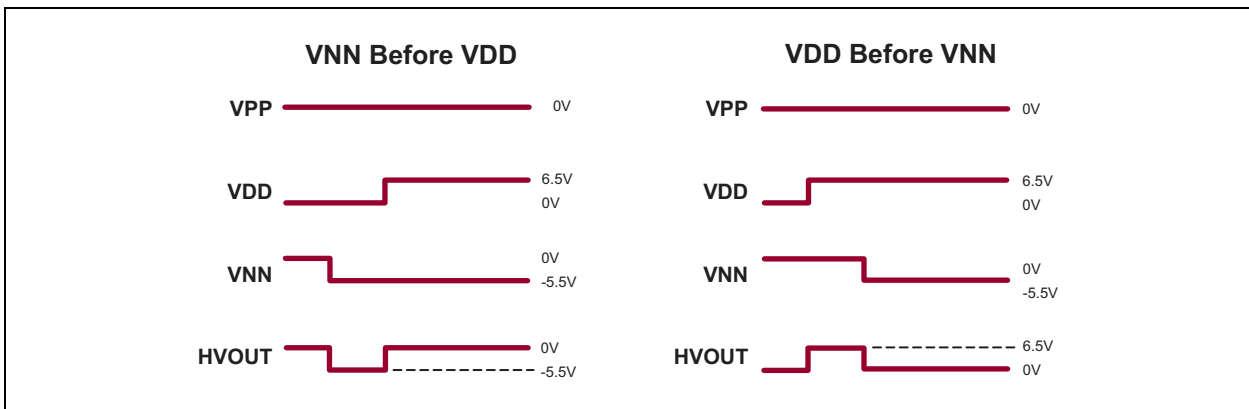 VNN Before VDD
VPP
0V
VDD
6.5V
0V
VNN
0V
-5.5V
HVOUT
0V
-5.5V
VDD Before VNN
VPP
0V
VDD
6.5V
0V
VNN
0V
-5.5V
HVOUT
6.5V
0V